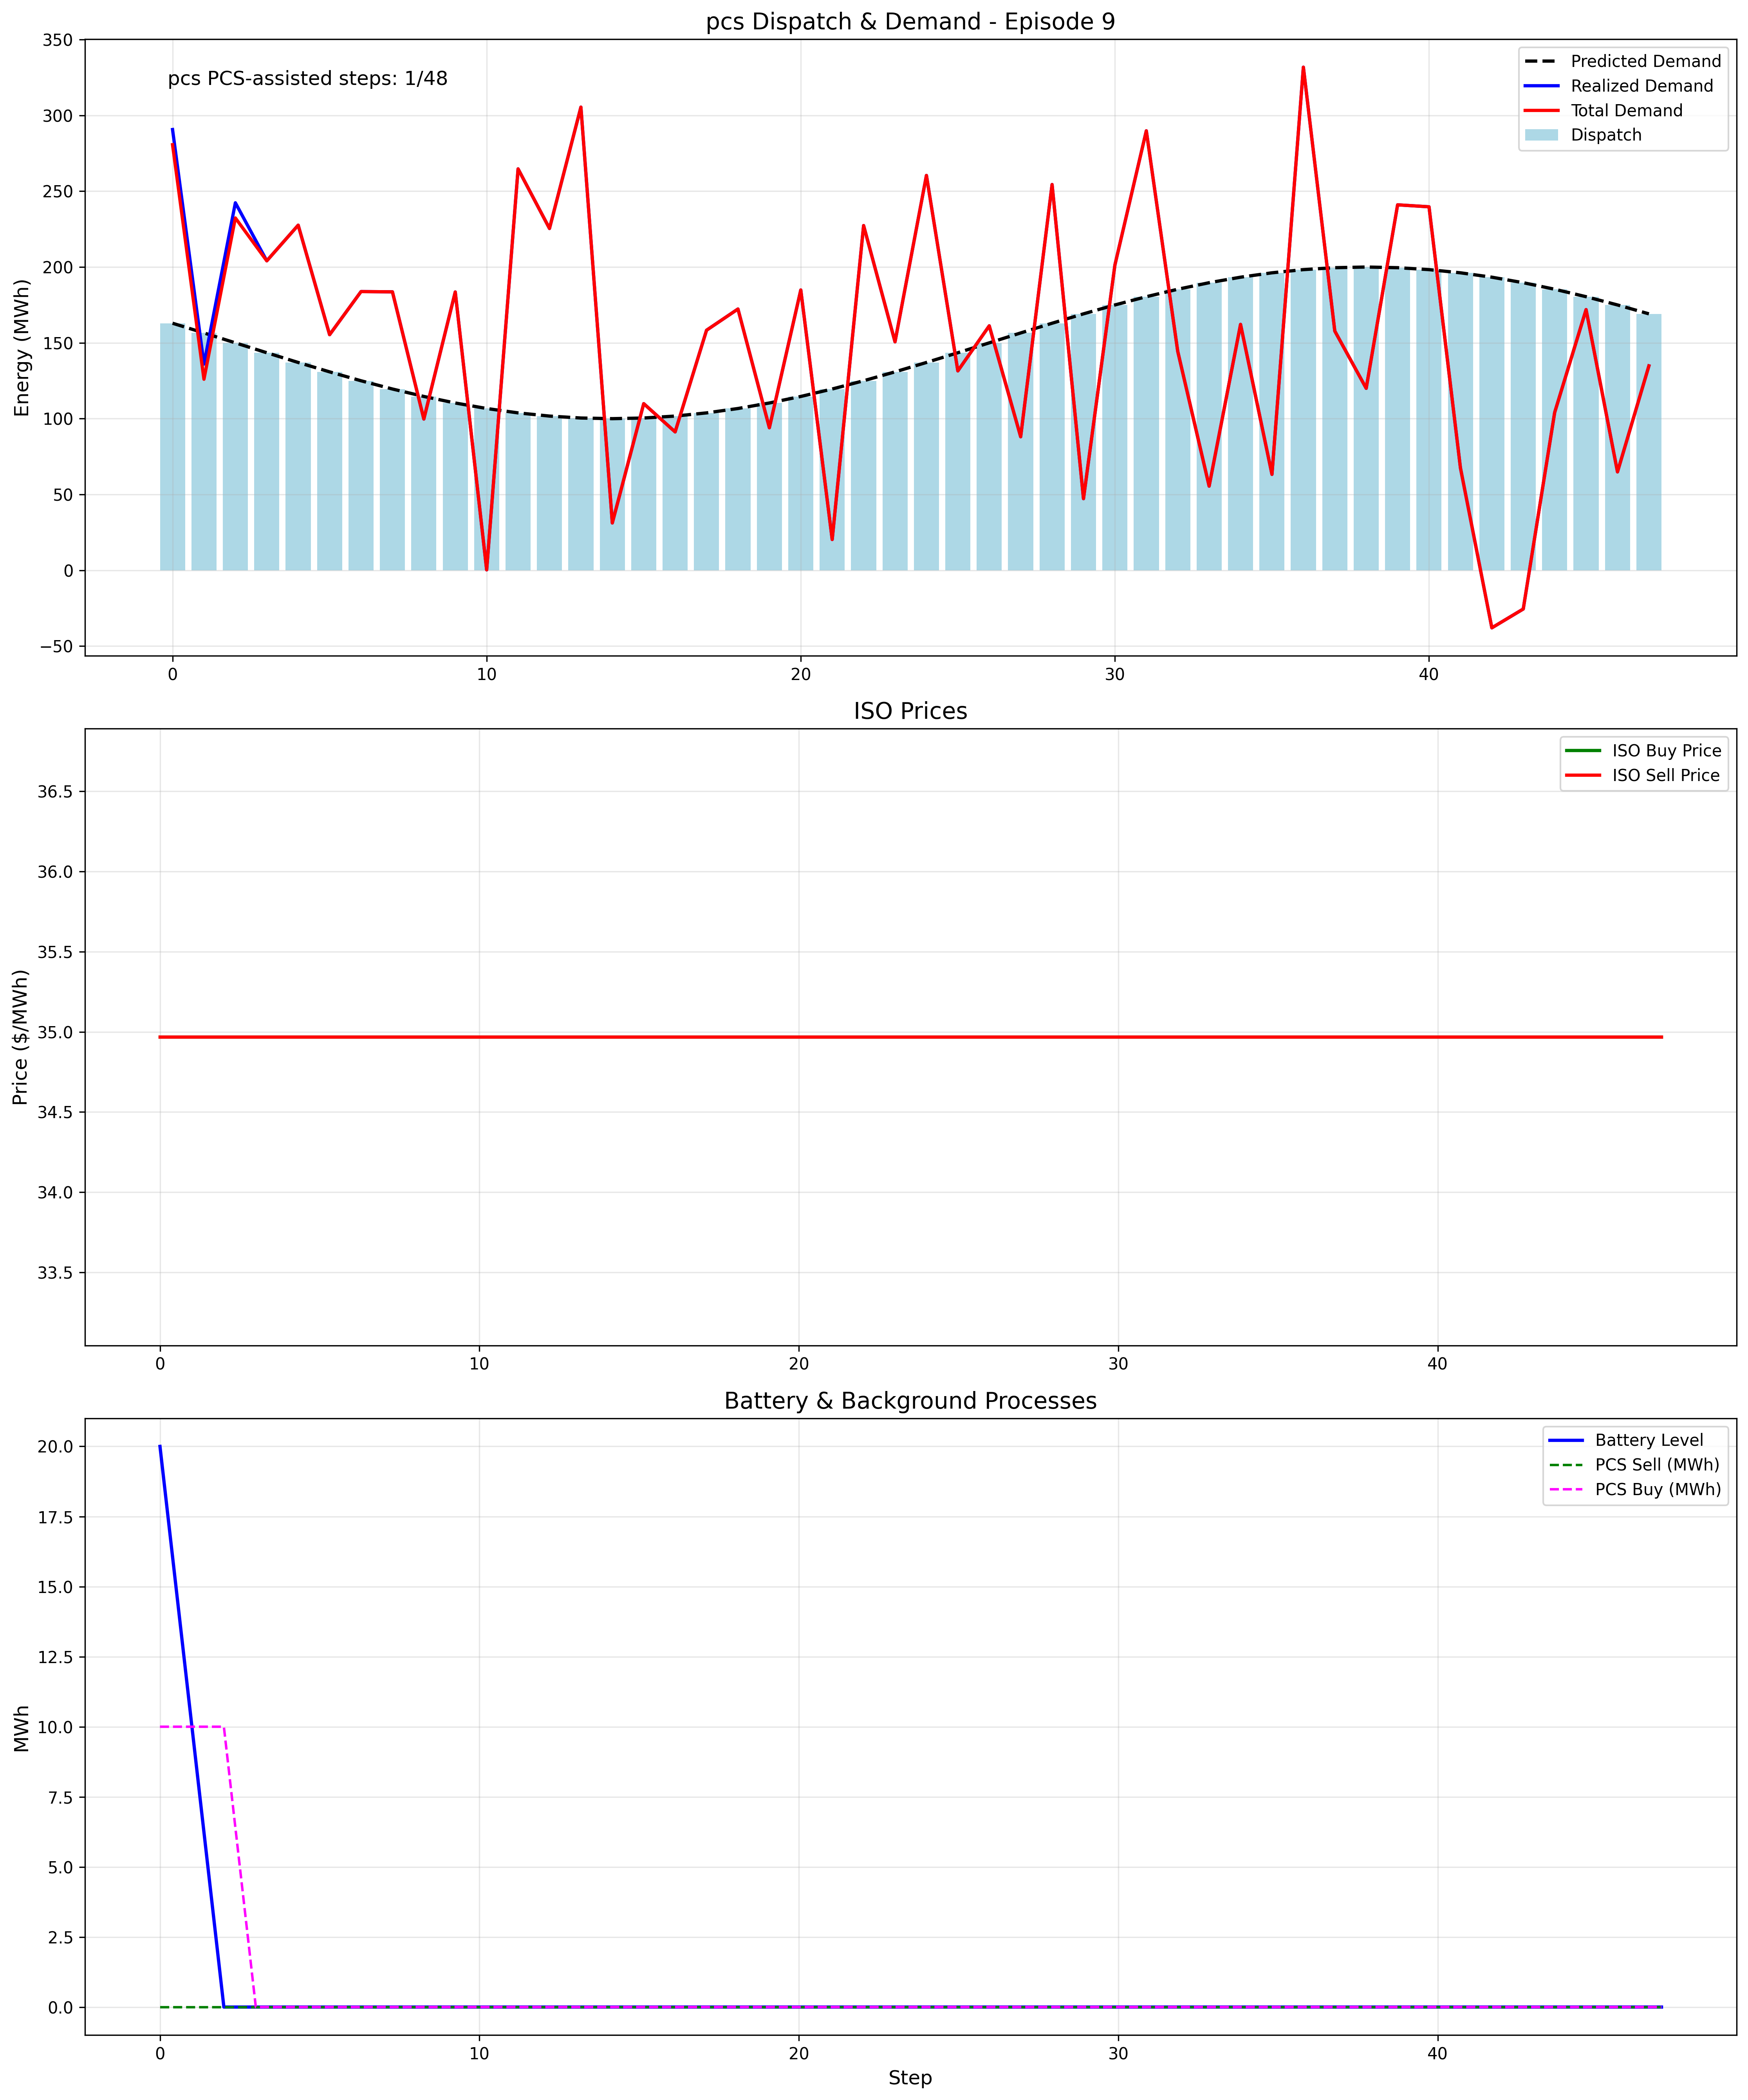 pcs Dispatch & Demand - Episode 9
pcs PCS-assisted steps: 1/48
Predicted Demand
Realized Demand
Total Demand
Dispatch
Energy (MWh)
350
300
250
200
150
100
50
0
−50
0 10 20 30 40
ISO Prices
ISO Buy Price
ISO Sell Price
Price ($/MWh)
36.5
36.0
35.5
35.0
34.5
34.0
33.5
0 10 20 30 40
Battery & Background Processes
Battery Level
PCS Sell (MWh)
PCS Buy (MWh)
MWh
20.0
17.5
15.0
12.5
10.0
7.5
5.0
2.5
0.0
0 10 20 30 40
Step